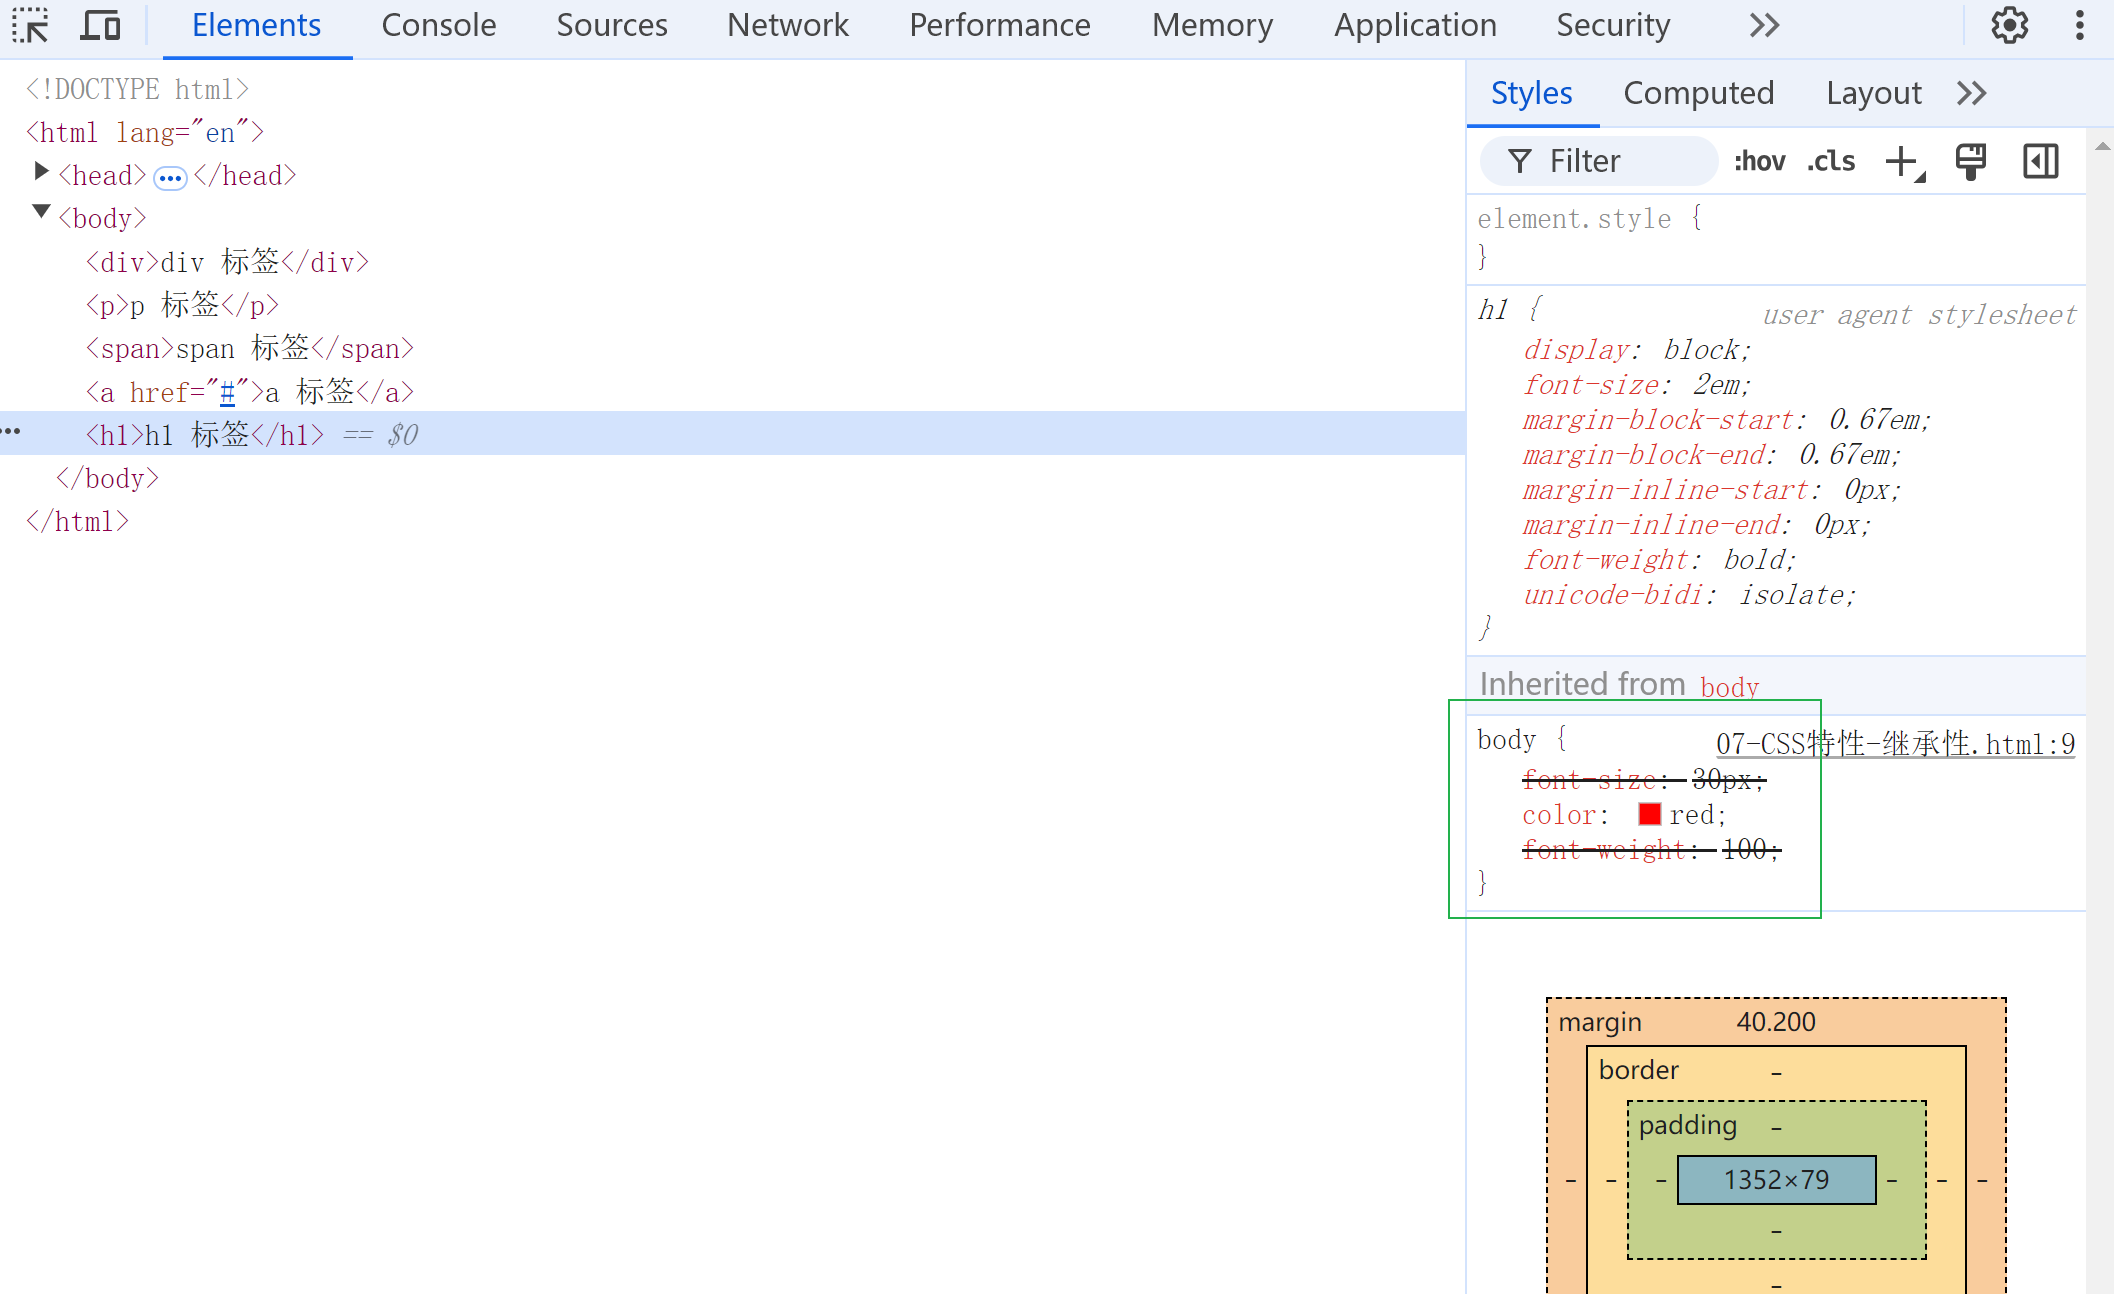 Elements Console Sources Network Performance Memory Application Security
<!DOCTYPE html>
<html lang="en">
<head> ••• </head>
<body>
<div>div 标签</div>
<p>p 标签</p>
<span>span 标签</span>
<a href="#">a 标签</a>
<h1>h1 标签</h1> == $0
</body>
</html>
Styles Computed Layout
Filter :hov .cls
element.style {
}
h1 { user agent stylesheet
display: block;
font-size: 2em;
margin-block-start: 0.67em;
margin-block-end: 0.67em;
margin-inline-start: 0px;
margin-inline-end: 0px;
font-weight: bold;
unicode-bidi: isolate;
}
Inherited from body
body { 07-CSS特性-继承性.html:9
font-size: 30px;
color: red;
font-weight: 100;
}
margin 40.200
border -
padding -
- - - 1352×79 - - -
-
-